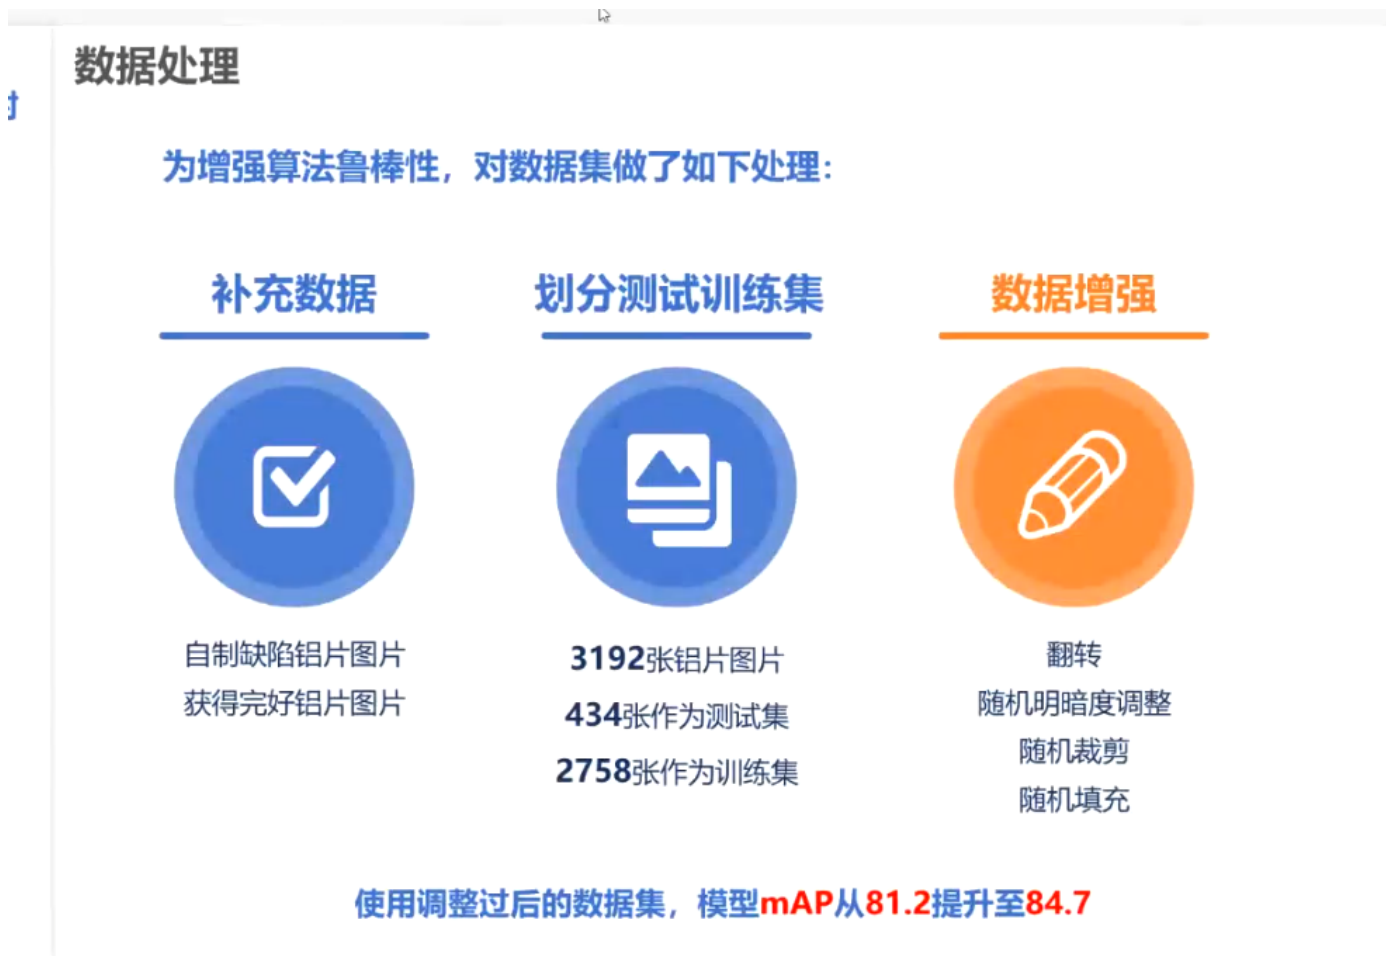 数据处理
为增强算法鲁棒性，对数据集做了如下处理：
补充数据
自制缺陷铝片图片
获得完好铝片图片
划分测试训练集
3192张铝片图片
434张作为测试集
2758张作为训练集
数据增强
翻转
随机明暗度调整
随机裁剪
随机填充
使用调整过后的数据集，模型mAP从81.2提升至84.7